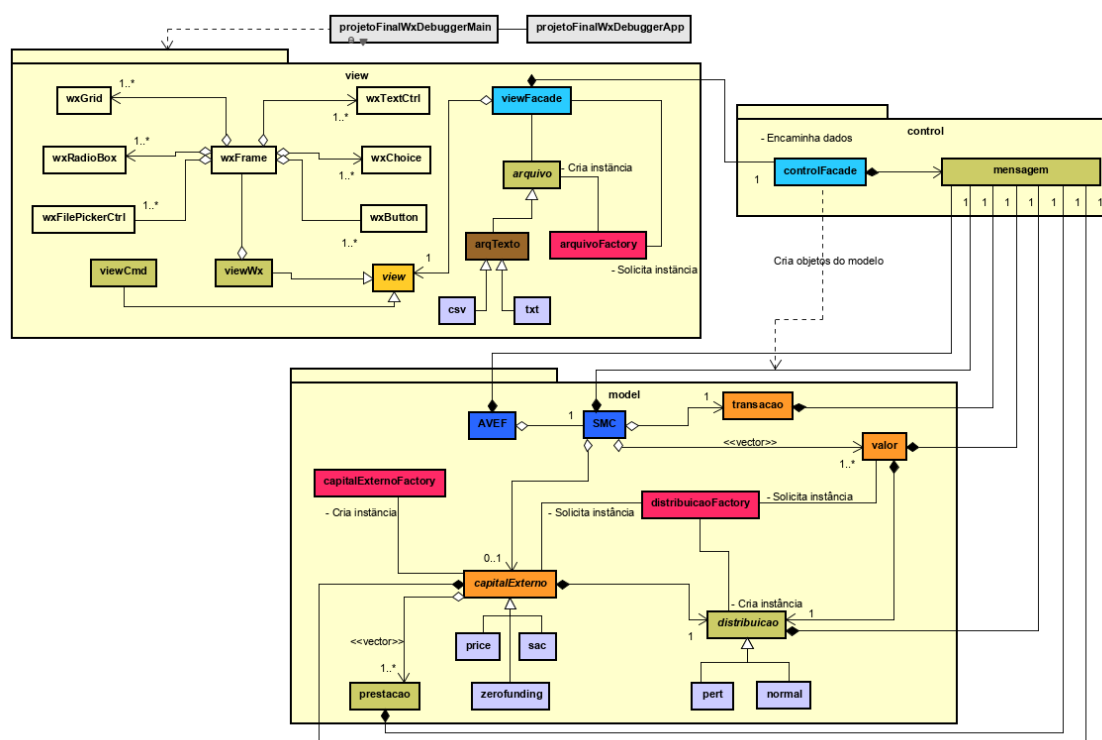 projetoFinalWxDebuggerMain
projetoFinalWxDebuggerApp
view
wxGrid
1..*
wxTextCtrl
1..*
viewFacade
wxRadioBox
1..*
wxFrame
wxChoice
1..*
arquivo
- Cria instância
wxFilePickerCtrl
1..*
wxButton
1..*
arqTexto
arquivoFactory
- Solicita instância
viewCmd
viewWx
view
1
csv
txt
control
- Encaminha dados
1
controlFacade
mensagem
1
1
1
1
1
1
1
Cria objetos do modelo
model
AVEF
1
SMC
1
transacao
<<vector>>
valor
1..*
capitalExternoFactory
- Cria instância
distribuicaoFactory
- Solicita instância
- Solicita instância
0..1
capitalExterno
- Cria instância
1
distribuicao
1
<<vector>>
price
sac
1..*
prestacao
zerofunding
pert
normal